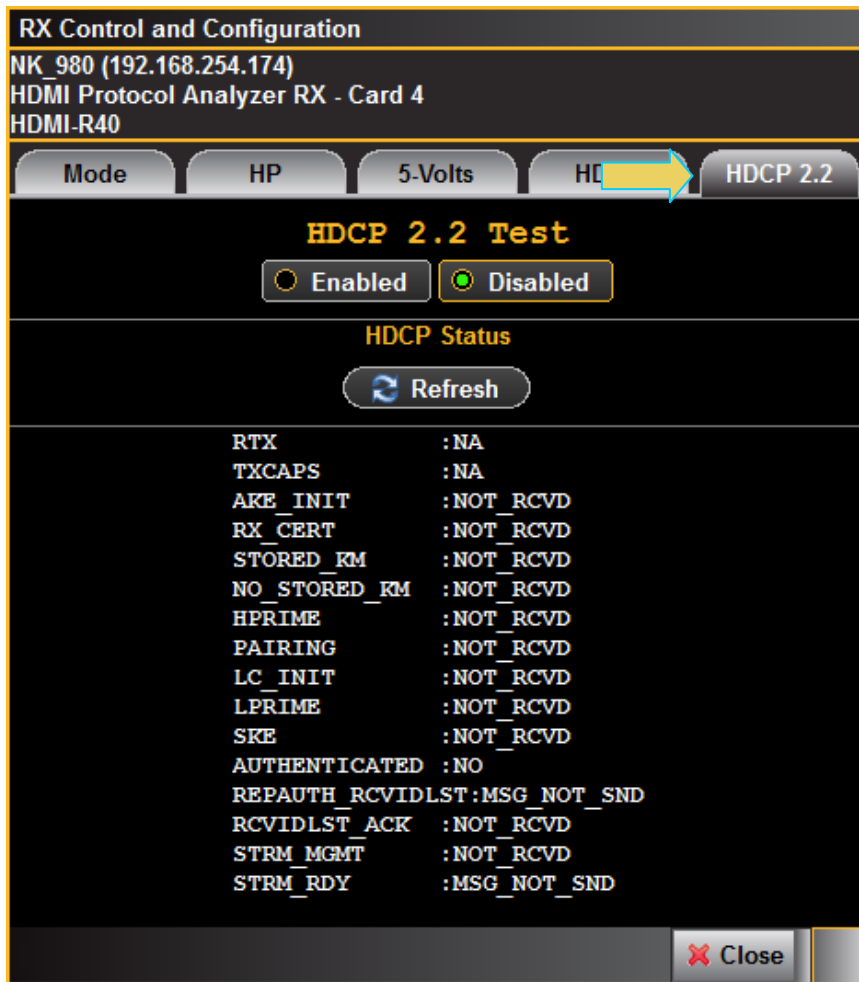 RX Control and Configuration
NK_980 (192.168.254.174)
HDMI Protocol Analyzer RX - Card 4
HDMI-R40
Mode HP 5-Volts HDCP 2.2
HDCP 2.2 Test
Enabled Disabled
HDCP Status
Refresh
RTX :NA
TXCAPS :NA
AKE_INIT :NOT_RCVD
RX_CERT :NOT_RCVD
STORED_KM :NOT_RCVD
NO_STORED_KM :NOT_RCVD
HPRIME :NOT_RCVD
PAIRING :NOT_RCVD
LC_INIT :NOT_RCVD
LPRIME :NOT_RCVD
SKE :NOT_RCVD
AUTHENTICATED :NO
REPAUTH_RCVIDLST:MSG_NOT_SND
RCVIDLST_ACK :NOT_RCVD
STRM_MGMT :NOT_RCVD
STRM_RDY :MSG_NOT_SND
Close